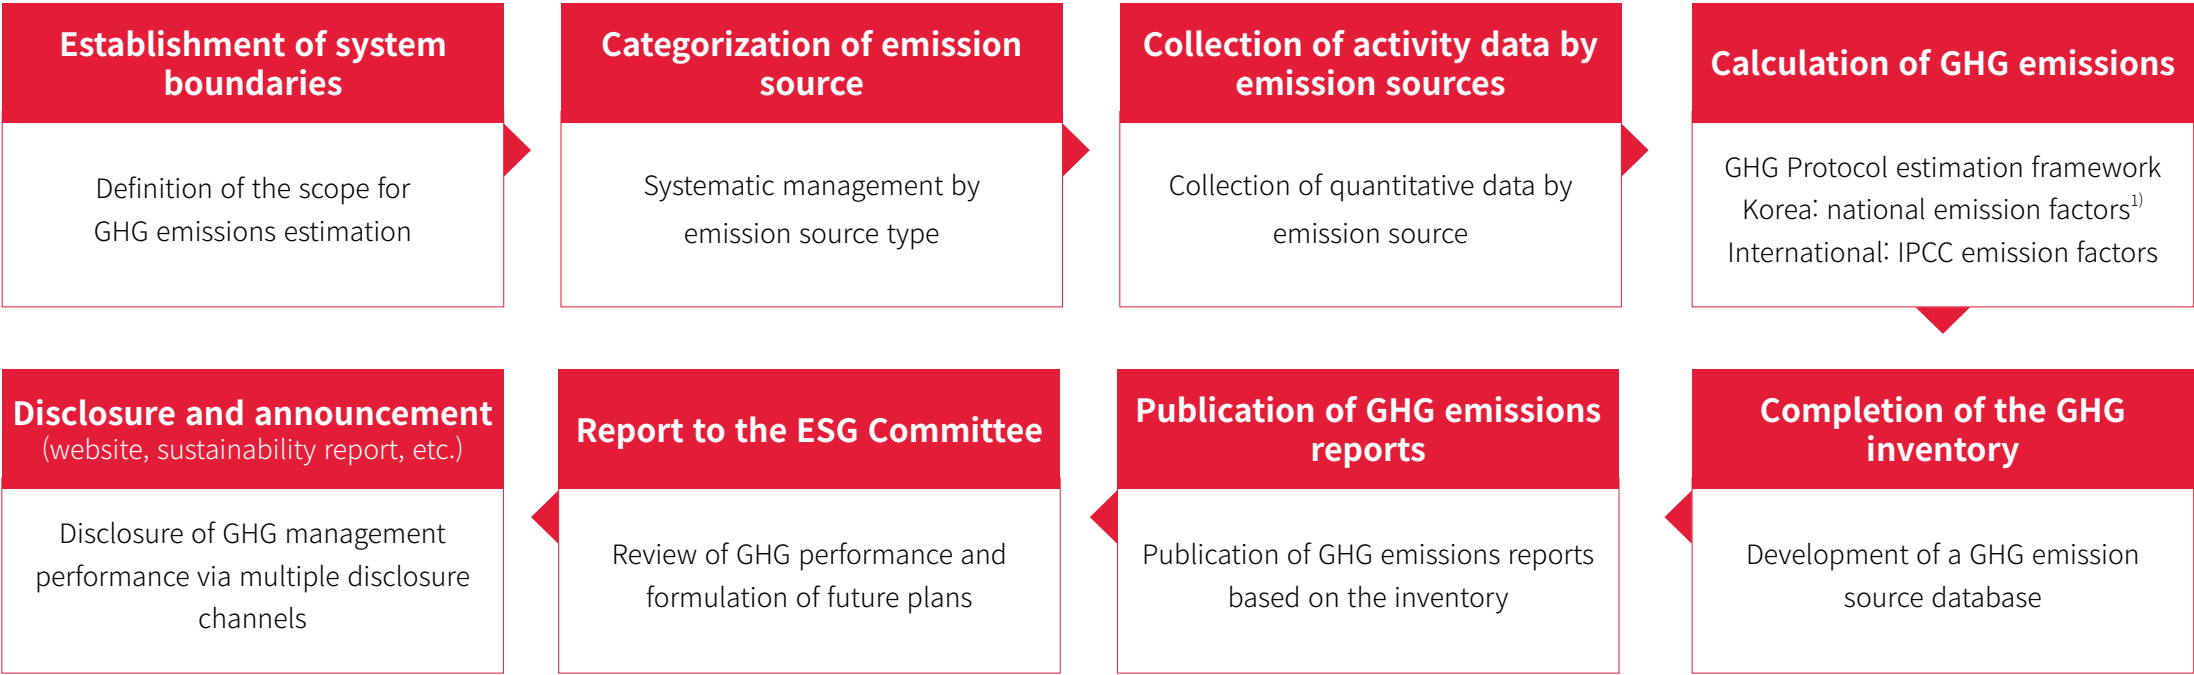 Establishment of system
boundaries
Definition of the scope for
GHG emissions estimation
Categorization of emission
source
Systematic management by
emission source type
Collection of activity data by
emission sources
Collection of quantitative data by
emission source
Calculation of GHG emissions
GHG Protocol estimation framework
Korea: national emission factors¹⁾
International: IPCC emission factors
Completion of the GHG
inventory
Development of a GHG emission
source database
Publication of GHG emissions
reports
Publication of GHG emissions reports
based on the inventory
Report to the ESG Committee
Review of GHG performance and
formulation of future plans
Disclosure and announcement
(website, sustainability report, etc.)
Disclosure of GHG management
performance via multiple disclosure
channels